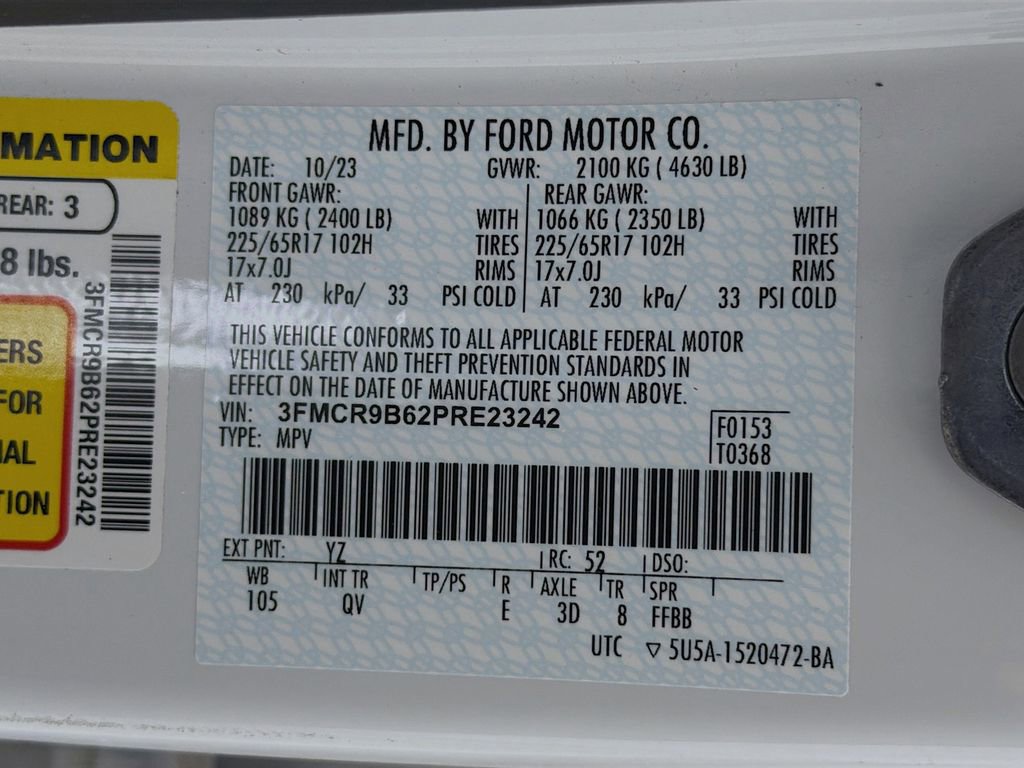 MATION
REAR: 3
8 lbs.
ERS
FOR
IAL
TION
3FMCR9B62PRE23242
MFD. BY FORD MOTOR CO.
DATE: 10/23 GVWR: 2100 KG ( 4630 LB)
FRONT GAWR: REAR GAWR:
1089 KG ( 2400 LB) WITH 1066 KG ( 2350 LB) WITH
225/65R17 102H TIRES 225/65R17 102H TIRES
17x7.0J RIMS 17x7.0J RIMS
AT 230 kPa/ 33 PSI COLD AT 230 kPa/ 33 PSI COLD
THIS VEHICLE CONFORMS TO ALL APPLICABLE FEDERAL MOTOR
VEHICLE SAFETY AND THEFT PREVENTION STANDARDS IN
EFFECT ON THE DATE OF MANUFACTURE SHOWN ABOVE.
VIN: 3FMCR9B62PRE23242 F0153
TYPE: MPV T0368
EXT PNT: YZ RC: 52 DSO:
WB INT TR TP/PS R AXLE TR SPR
105 QV E 3D 8 FFBB
UTC ▽ 5U5A-1520472-BA